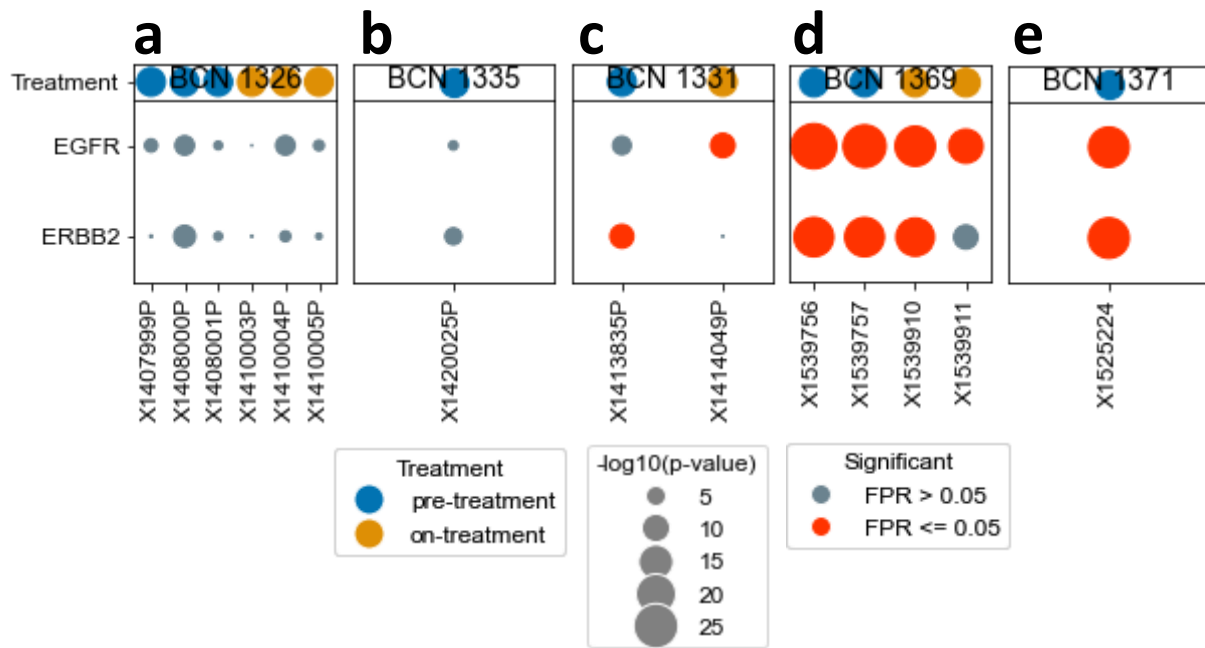 a b c d e
Treatment BCN 1326 BCN 1335 BCN 1331 BCN 1369 BCN 1371
EGFR
ERBB2
X1407999P
X1408000P
X1408001P
X1410003P
X1410004P
X1410005P
X1420025P
X1413835P
X1414049P
X1539756
X1539757
X1539910
X1539911
X1525224
Treatment
pre-treatment
on-treatment
-log10(p-value)
5
10
15
20
25
Significant
FPR > 0.05
FPR <= 0.05